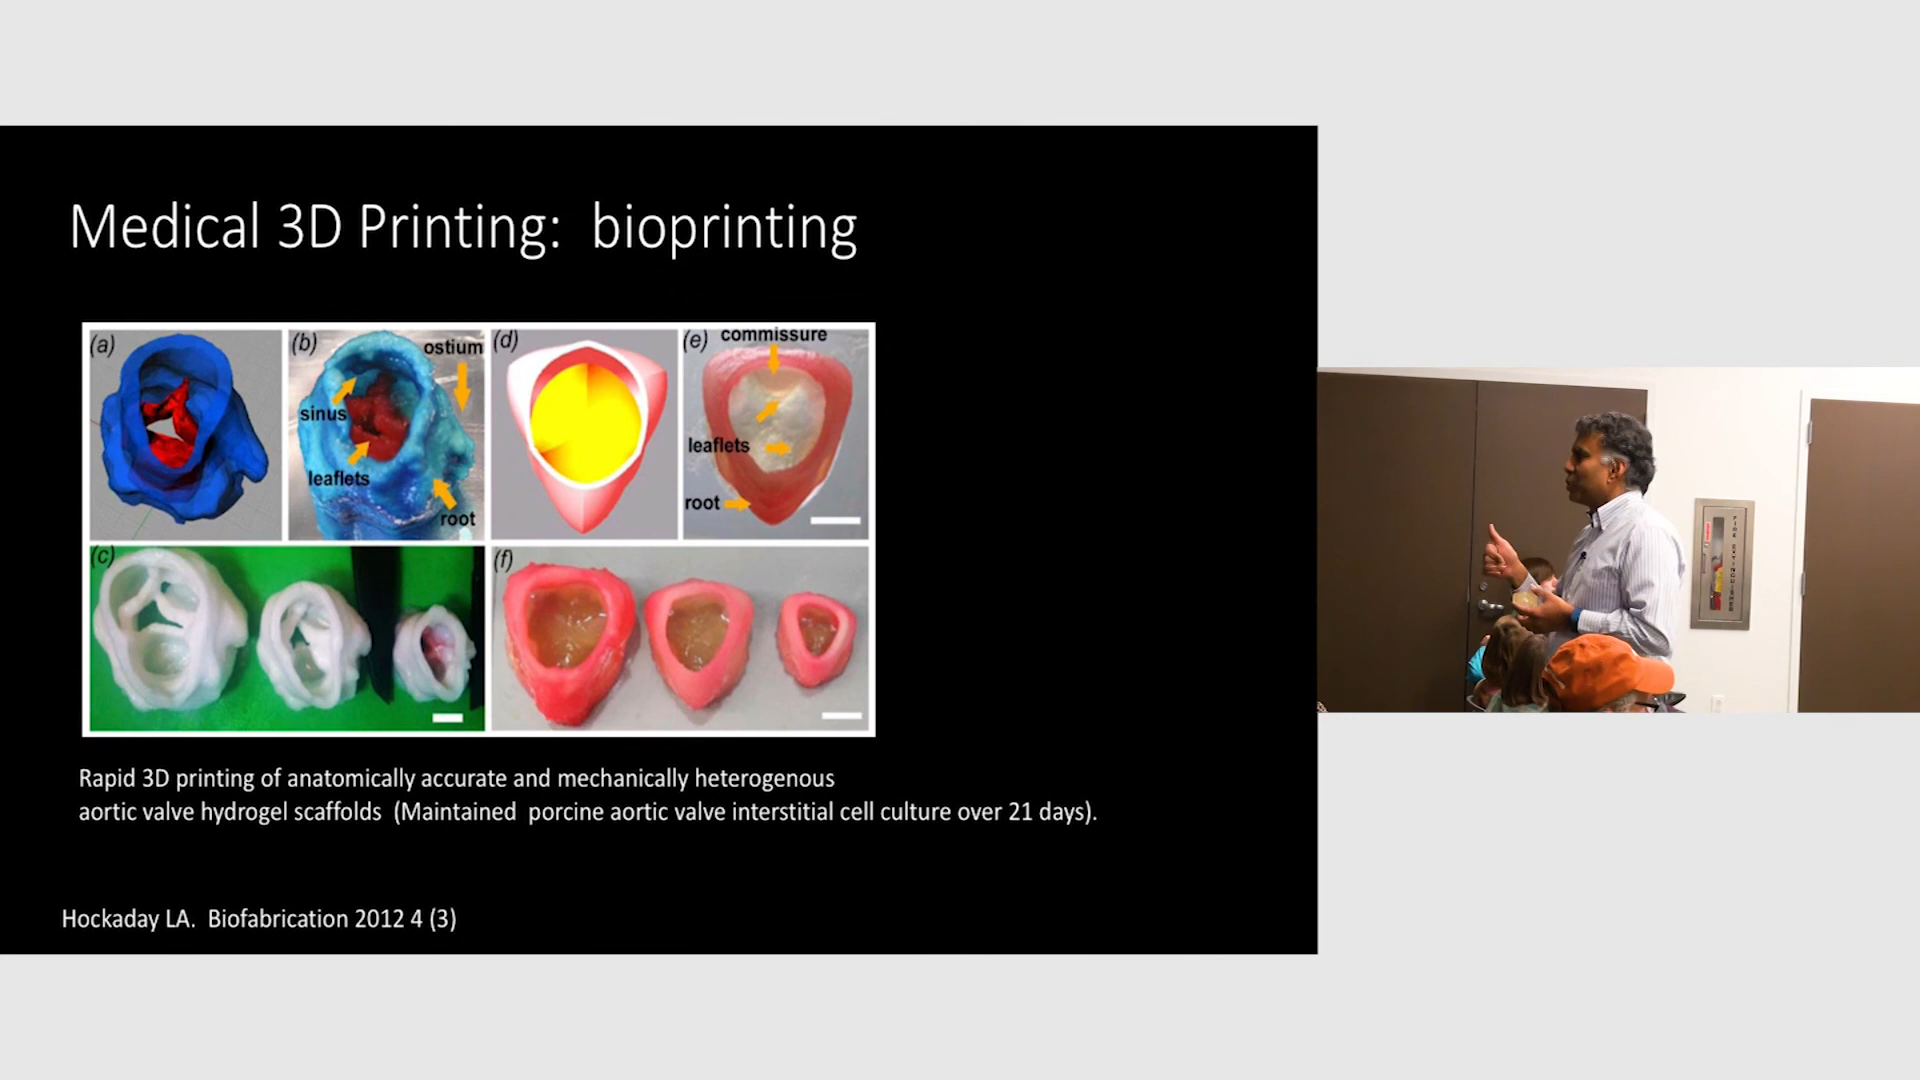 Medical 3D Printing: bioprinting
(a)
(b)
ostium
sinus
leaflets
root
(d)
(e)
commissure
leaflets
root
(c)
(f)
Rapid 3D printing of anatomically accurate and mechanically heterogenous
aortic valve hydrogel scaffolds (Maintained porcine aortic valve interstitial cell culture over 21 days).
Hockaday LA. Biofabrication 2012 4 (3)
FIRE EXTINGUISHER